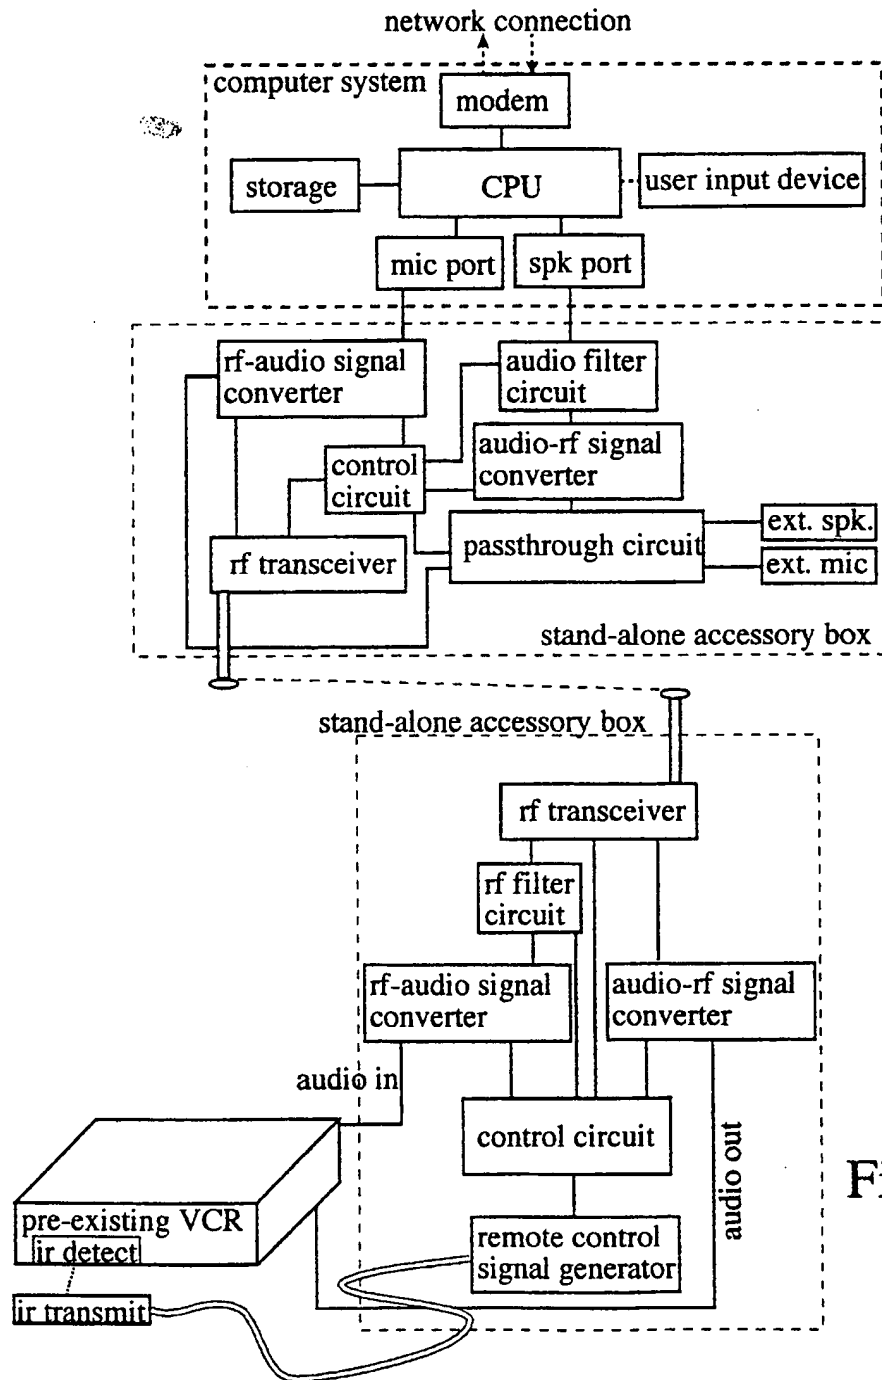 network connection
computer system
modem
storage
CPU
user input device
mic port
spk port
rf-audio signal
converter
audio filter
circuit
control
circuit
audio-rf signal
converter
rf transceiver
passthrough circuit
ext. spk.
ext. mic
stand-alone accessory box
stand-alone accessory box
rf transceiver
rf filter
circuit
rf-audio signal
converter
audio-rf signal
converter
audio in
control circuit
audio out
pre-existing VCR
ir detect
remote control
signal generator
ir transmit